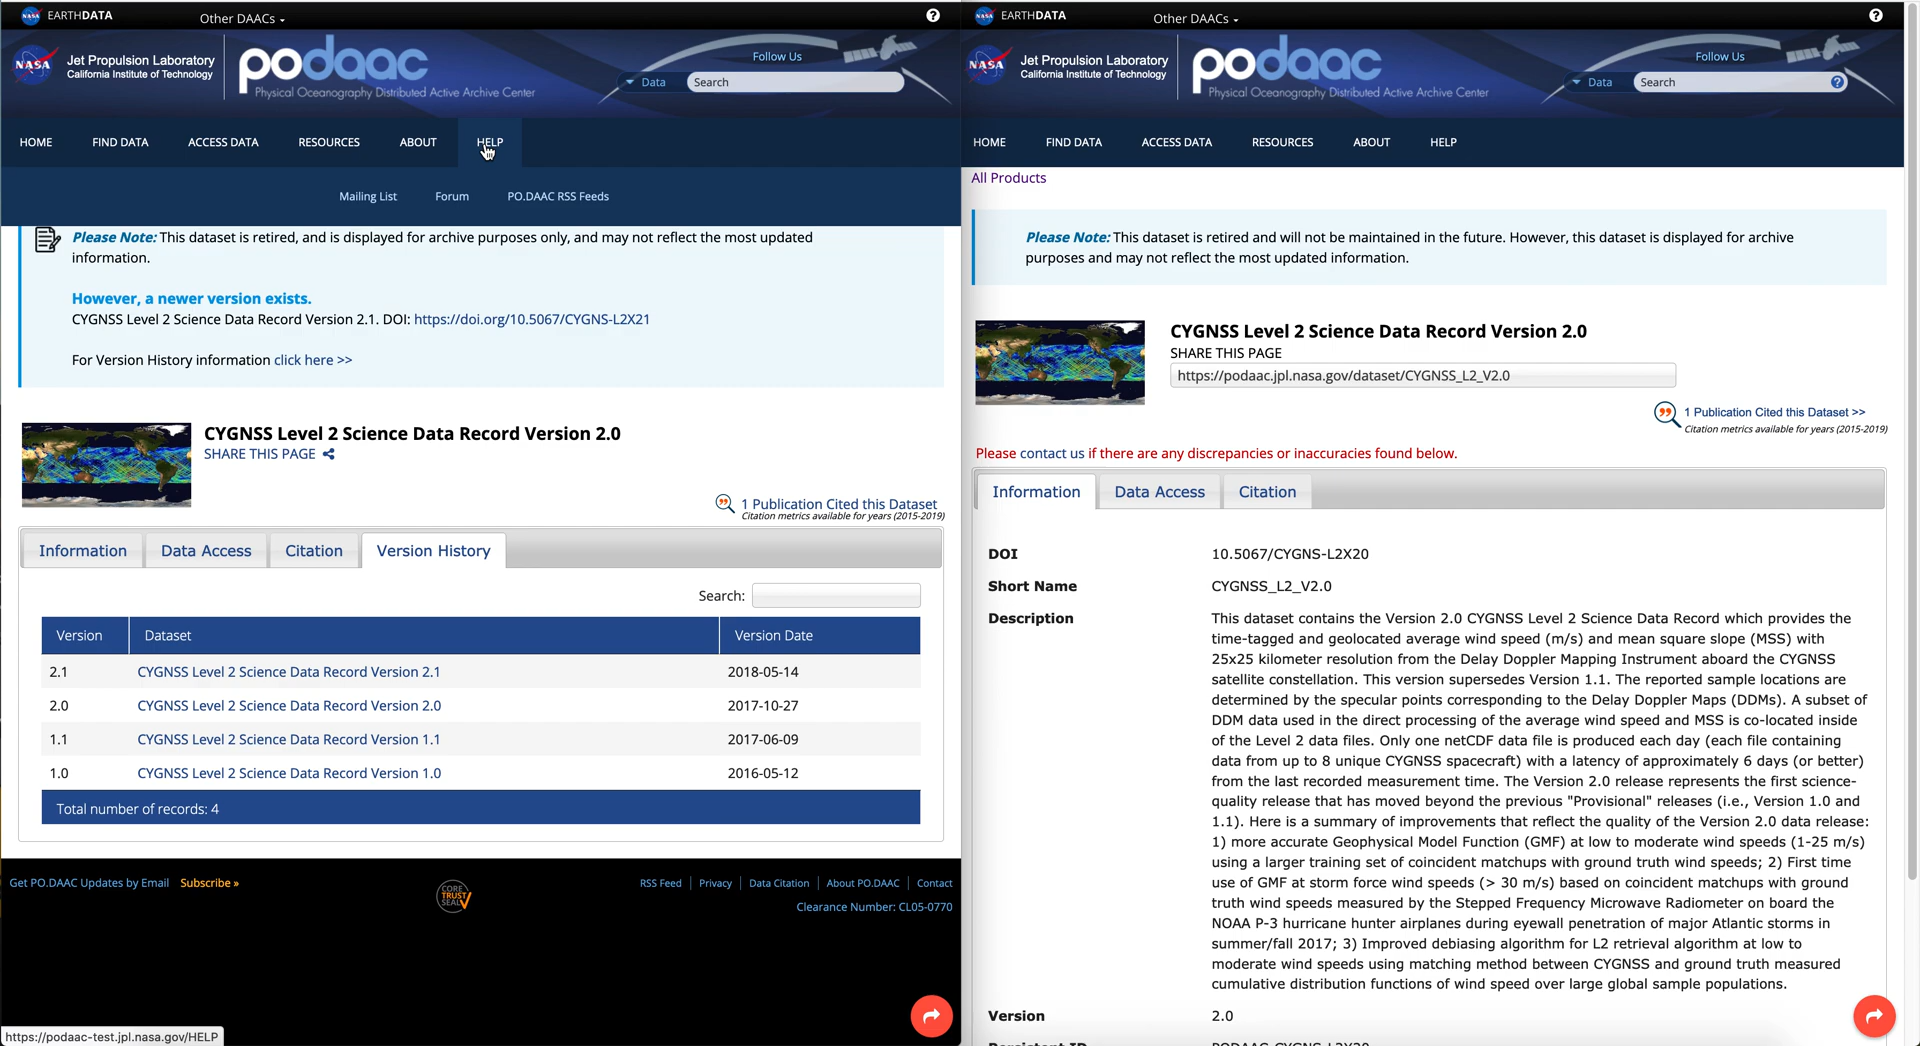 EARTHDATA
Other DAACs
?
NASA
Jet Propulsion Laboratory
California Institute of Technology
podaac
Physical Oceanography Distributed Active Archive Center
Follow Us
Data
Search
HOME
FIND DATA
ACCESS DATA
RESOURCES
ABOUT
HELP
Mailing List
Forum
PO.DAAC RSS Feeds
Please Note: This dataset is retired, and is displayed for archive purposes only, and may not reflect the most updated
information.
However, a newer version exists.
CYGNSS Level 2 Science Data Record Version 2.1. DOI: https://doi.org/10.5067/CYGNS-L2X21
For Version History information click here >>
CYGNSS Level 2 Science Data Record Version 2.0
SHARE THIS PAGE
1 Publication Cited this Dataset
Citation metrics available for years (2015-2019)
Information
Data Access
Citation
Version History
Search:
Version Dataset Version Date
2.1 CYGNSS Level 2 Science Data Record Version 2.1 2018-05-14
2.0 CYGNSS Level 2 Science Data Record Version 2.0 2017-10-27
1.1 CYGNSS Level 2 Science Data Record Version 1.1 2017-06-09
1.0 CYGNSS Level 2 Science Data Record Version 1.0 2016-05-12
Total number of records: 4
Get PO.DAAC Updates by Email Subscribe »
CORE
TRUST
SEAL
RSS Feed Privacy Data Citation About PO.DAAC Contact
Clearance Number: CL05-0770
https://podaac-test.jpl.nasa.gov/HELP
EARTHDATA
Other DAACs
?
NASA
Jet Propulsion Laboratory
California Institute of Technology
podaac
Physical Oceanography Distributed Active Archive Center
Follow Us
Data
Search
?
HOME
FIND DATA
ACCESS DATA
RESOURCES
ABOUT
HELP
All Products
Please Note: This dataset is retired and will not be maintained in the future. However, this dataset is displayed for archive
purposes and may not reflect the most updated information.
CYGNSS Level 2 Science Data Record Version 2.0
SHARE THIS PAGE
https://podaac.jpl.nasa.gov/dataset/CYGNSS_L2_V2.0
1 Publication Cited this Dataset >>
Citation metrics available for years (2015-2019)
Please contact us if there are any discrepancies or inaccuracies found below.
Information
Data Access
Citation
DOI 10.5067/CYGNS-L2X20
Short Name CYGNSS_L2_V2.0
Description This dataset contains the Version 2.0 CYGNSS Level 2 Science Data Record which provides the
time-tagged and geolocated average wind speed (m/s) and mean square slope (MSS) with
25x25 kilometer resolution from the Delay Doppler Mapping Instrument aboard the CYGNSS
satellite constellation. This version supersedes Version 1.1. The reported sample locations are
determined by the specular points corresponding to the Delay Doppler Maps (DDMs). A subset of
DDM data used in the direct processing of the average wind speed and MSS is co-located inside
of the Level 2 data files. Only one netCDF data file is produced each day (each file containing
data from up to 8 unique CYGNSS spacecraft) with a latency of approximately 6 days (or better)
from the last recorded measurement time. The Version 2.0 release represents the first science-
quality release that has moved beyond the previous "Provisional" releases (i.e., Version 1.0 and
1.1). Here is a summary of improvements that reflect the quality of the Version 2.0 data release:
1) more accurate Geophysical Model Function (GMF) at low to moderate wind speeds (1-25 m/s)
using a larger training set of coincident matchups with ground truth wind speeds; 2) First time
use of GMF at storm force wind speeds (> 30 m/s) based on coincident matchups with ground
truth wind speeds measured by the Stepped Frequency Microwave Radiometer on board the
NOAA P-3 hurricane hunter airplanes during eyewall penetration of major Atlantic storms in
summer/fall 2017; 3) Improved debiasing algorithm for L2 retrieval algorithm at low to
moderate wind speeds using matching method between CYGNSS and ground truth measured
cumulative distribution functions of wind speed over large global sample populations.
Version 2.0